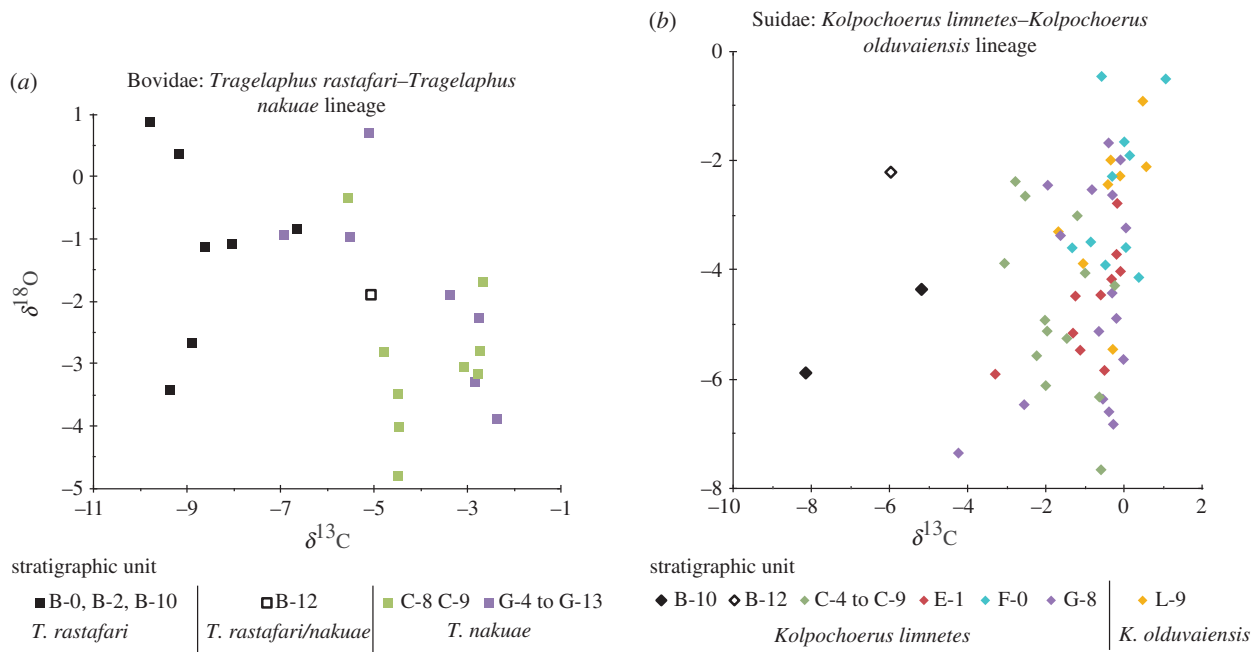 (a)
Bovidae: Tragelaphus rastafari–Tragelaphus
nakuae lineage
1
0
–1
–2
–3
–4
–5
δ18O
–11
–9
–7
–5
–3
–1
δ13C
stratigraphic unit
B-0, B-2, B-10
B-12
C-8 C-9
G-4 to G-13
T. rastafari
T. rastafari/nakuae
T. nakuae
(b)
Suidae: Kolpochoerus limnetes–Kolpochoerus
olduvaiensis lineage
0
–2
–4
–6
–8
–10
–8
–6
–4
–2
0
2
δ13C
stratigraphic unit
B-10
B-12
C-4 to C-9
E-1
F-0
G-8
L-9
Kolpochoerus limnetes
K. olduvaiensis